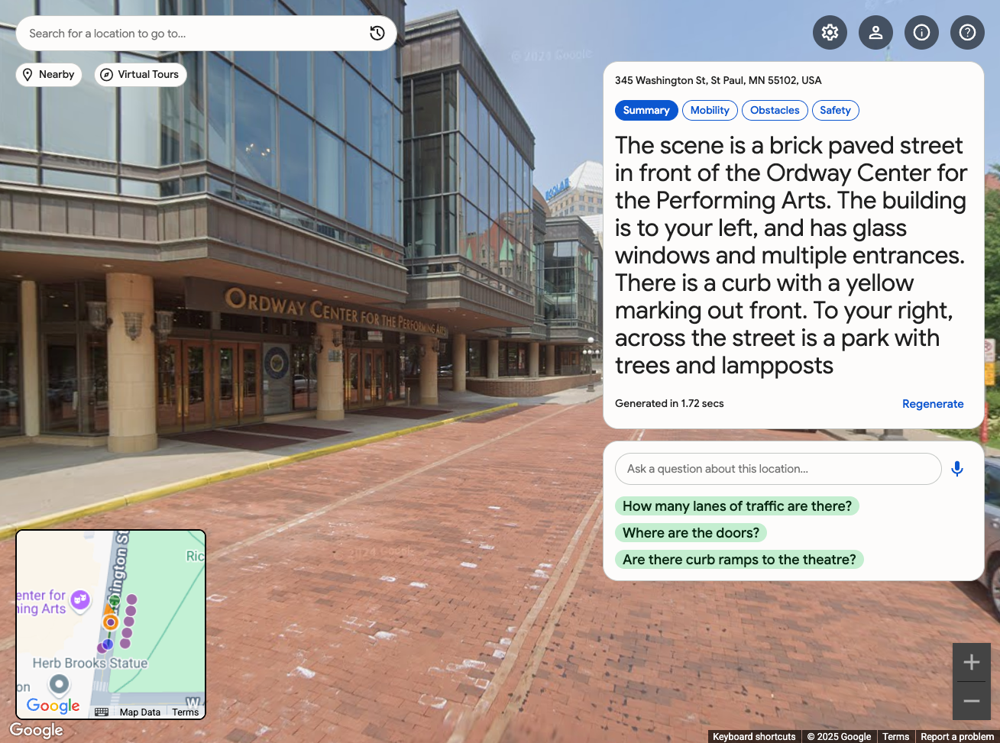 Search for a location to go to...
Nearby
Virtual Tours
© 2024 Google
345 Washington St, St Paul, MN 55102, USA
Summary
Mobility
Obstacles
Safety
The scene is a brick paved street
in front of the Ordway Center for
the Performing Arts. The building
is to your left, and has glass
windows and multiple entrances.
There is a curb with a yellow
marking out front. To your right,
across the street is a park with
trees and lampposts
Generated in 1.72 secs
Regenerate
ECOLAB
ORDWAY CENTER FOR THE PERFORMING ARTS
Ask a question about this location...
How many lanes of traffic are there?
Where are the doors?
Are there curb ramps to the theatre?
2024 Google
ington St
Ric
enter for
ing Arts
Herb Brooks Statue
on
W
Google
Map Data
Terms
Google
Keyboard shortcuts
© 2025 Google
Terms
Report a problem